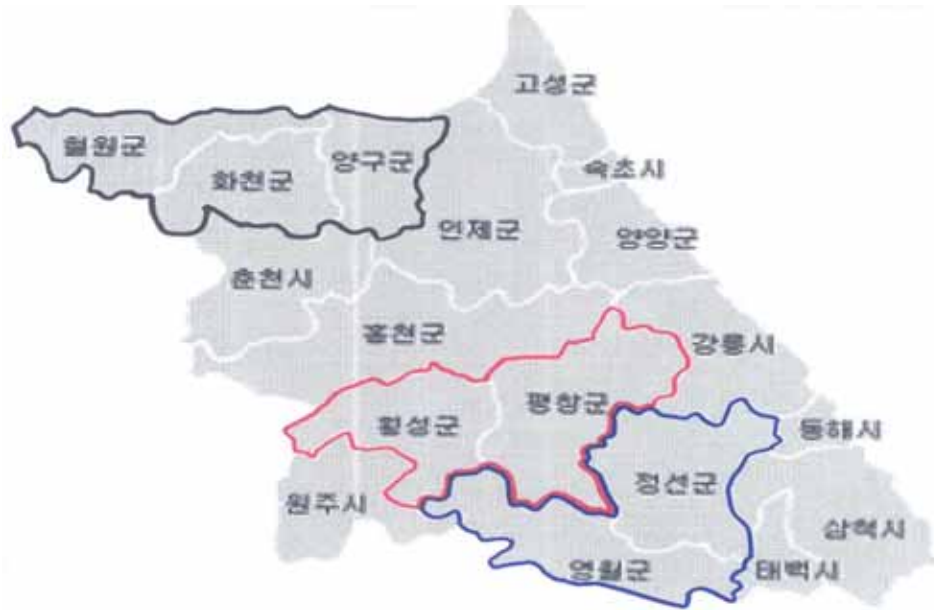 고성군
철원군
양구군
속초시
화천군
인제군
양양군
춘천시
홍천군
강릉시
평창군
횡성군
동해시
정선군
원주시
삼척시
영월군
태백시